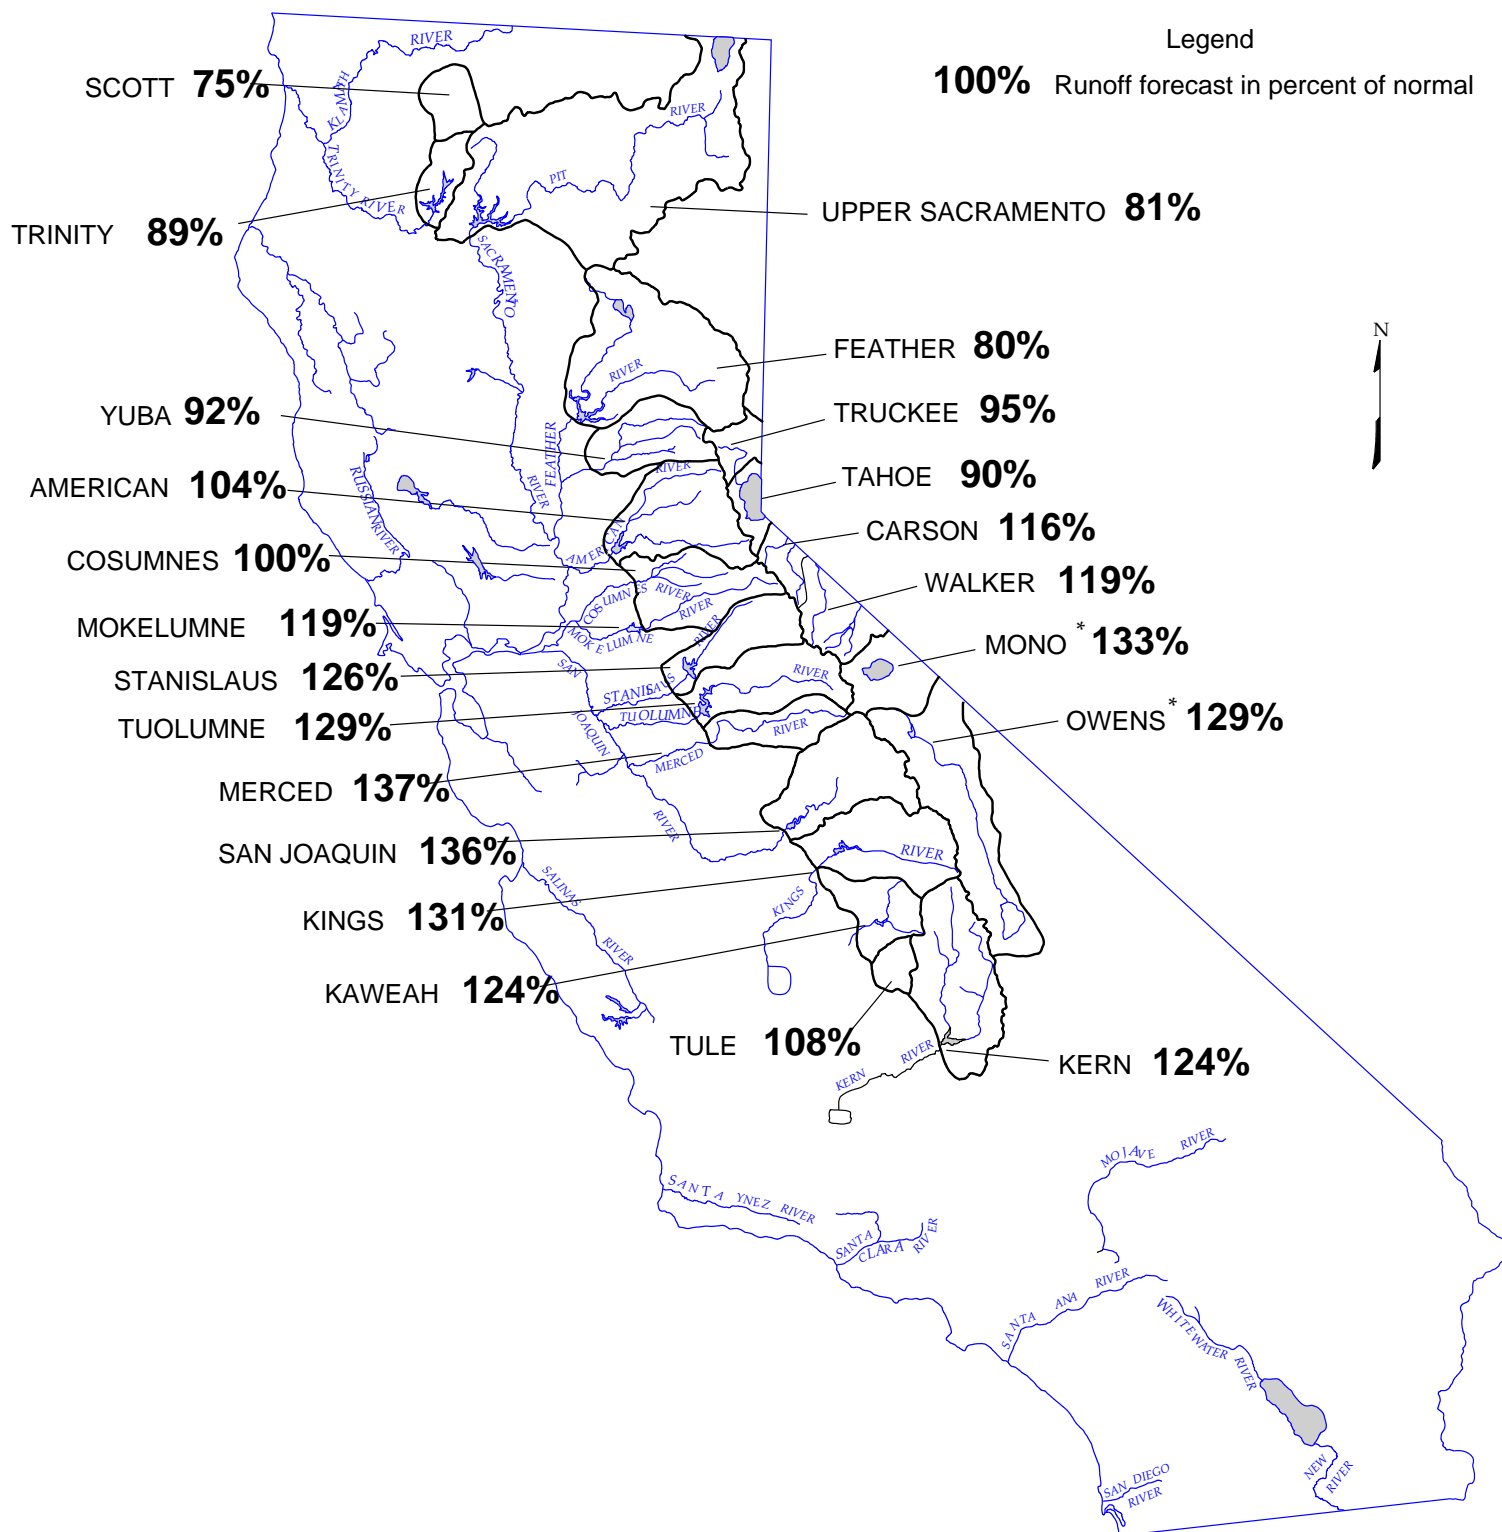 Legend
100% Runoff forecast in percent of normal
N
SCOTT 75%
TRINITY 89%
UPPER SACRAMENTO 81%
FEATHER 80%
YUBA 92%
TRUCKEE 95%
AMERICAN 104%
TAHOE 90%
CARSON 116%
COSUMNES 100%
WALKER 119%
MOKELUMNE 119%
MONO * 133%
STANISLAUS 126%
OWENS * 129%
TUOLUMNE 129%
MERCED 137%
SAN JOAQUIN 136%
KINGS 131%
KAWEAH 124%
TULE 108%
KERN 124%
KLAMATH RIVER
TRINITY RIVER
PIT RIVER
SACRAMENTO
RIVER
FEATHER
RIVER
RIVER
RUSSIAN RIVER
AMERICAN
RIVER
COSUMNES RIVER
MOKELUMNE
RIVER
STANISLAUS
RIVER
TUOLUMNE
RIVER
MERCED
RIVER
SAN
JOAQUIN
RIVER
KINGS
RIVER
SALINAS
RIVER
KERN
RIVER
MOJAVE RIVER
SANTA YNEZ RIVER
SANTA
CLARA
RIVER
SANTA ANA RIVER
WHITEWATER RIVER
NEW
RIVER
SAN DIEGO
RIVER